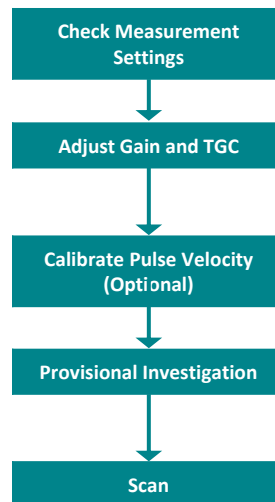 Check Measurement
Settings
Adjust Gain and TGC
Calibrate Pulse Velocity
(Optional)
Provisional Investigation
Scan